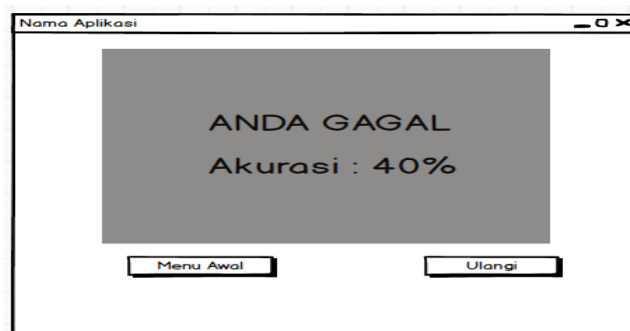 Nama Aplikasi
ANDA GAGAL
Akurasi : 40%
Menu Awal
Ulangi